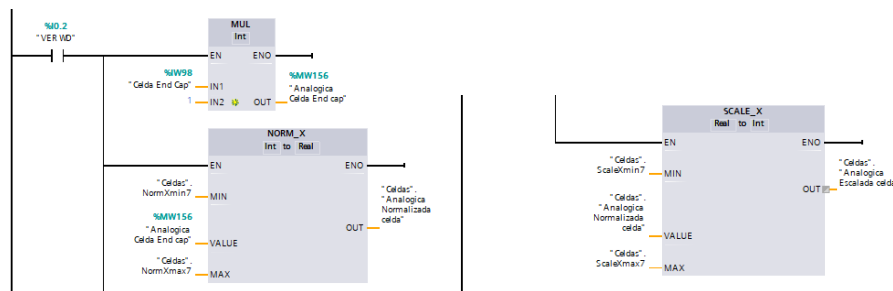 %I0.2
"VER WD"
MUL
Int
EN
ENO
%IW98
"Celda End Cap"
IN1
1
IN2
OUT
%MW156
"Analogica
Celda End cap"
NORM_X
Int to Real
EN
ENO
"Celdas".
NormXmin7
MIN
%MW156
"Analogica
Celda End cap"
VALUE
"Celdas".
NormXmax7
MAX
OUT
"Celdas".
"Analogica
Normalizada
celda"
SCALE_X
Real to Int
EN
ENO
"Celdas".
ScaleXmin7
MIN
"Celdas".
"Analogica
Normalizada
celda"
VALUE
"Celdas".
ScaleXmax7
MAX
OUT
"Celdas".
"Analogica
Escalada celda